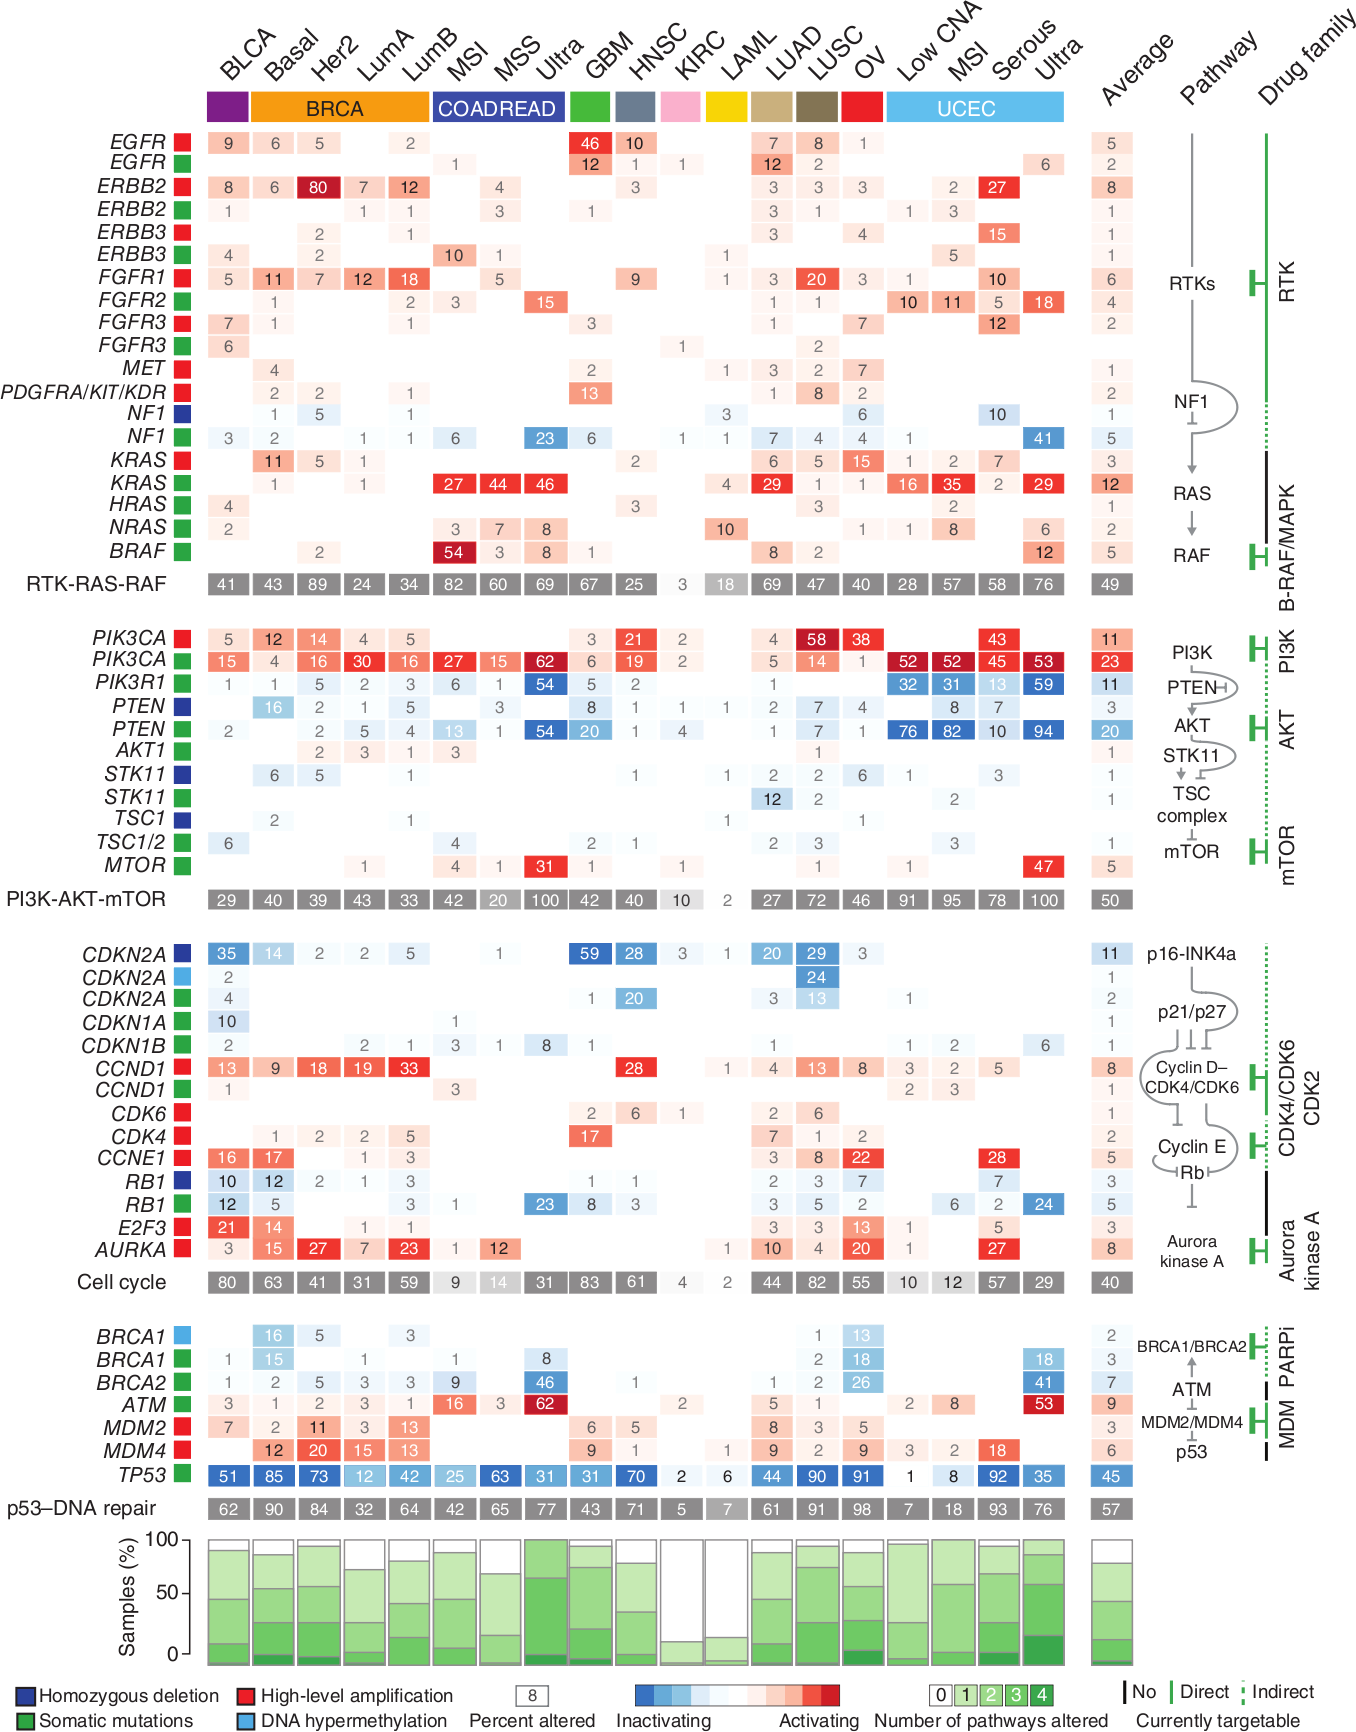 BLCA Basal Her2 LumA LumB MSI MSS Ultra GBM HNSC KIRC LAML LUAD LUSC OV Low CNA MSI Serous Ultra Average Pathway Drug family
BRCA COADREAD UCEC
EGFR 9 6 5 2 46 10 7 8 1 5
EGFR 1 12 1 1 12 2 6 2
ERBB2 8 6 80 7 12 4 3 3 3 3 2 27 8
ERBB2 1 1 1 3 1 3 1 1 3 1
ERBB3 2 1 3 4 15 1
ERBB3 4 2 10 1 1 5 1
FGFR1 5 11 7 12 18 5 9 1 3 20 3 1 10 6
FGFR2 1 2 3 15 1 1 10 11 5 18 4
FGFR3 7 1 1 3 1 7 12 2
FGFR3 6 1 2
MET 4 2 1 3 2 7 1
PDGFRA/KIT/KDR 2 2 1 13 1 8 2 2
NF1 1 5 1 3 6 10 1
NF1 3 2 1 1 6 23 6 1 1 7 4 4 1 41 5
KRAS 11 5 1 2 6 5 15 1 2 7 3
KRAS 1 1 27 44 46 4 29 1 1 16 35 2 29 12
HRAS 4 3 3 2 1
NRAS 2 3 7 8 10 1 1 8 6 2
BRAF 2 54 3 8 1 8 2 12 5
RTK-RAS-RAF 41 43 89 24 34 82 60 69 67 25 3 18 69 47 40 28 57 58 76 49
RTKs
NF1
RAS
RAF
RTK
B-RAF/MAPK
PIK3CA 5 12 14 4 5 3 21 2 4 58 38 43 11
PIK3CA 15 4 16 30 16 27 15 62 6 19 2 5 14 1 52 52 45 53 23
PIK3R1 1 1 5 2 3 6 1 54 5 2 1 32 31 13 59 11
PTEN 16 2 1 5 3 8 1 1 1 2 7 4 8 7 3
PTEN 2 2 5 4 13 1 54 20 1 4 1 7 1 76 82 10 94 20
AKT1 2 3 1 3 1 1
STK11 6 5 1 1 1 2 2 6 1 3 1
STK11 12 2 2 1
TSC1 2 1 1 1
TSC1/2 6 4 2 1 2 3 3 1
MTOR 1 4 1 31 1 1 1 1 47 5
PI3K-AKT-mTOR 29 40 39 43 33 42 20 100 42 40 10 2 27 72 46 91 95 78 100 50
PI3K
PTEN
AKT
STK11
TSC
complex
mTOR
PI3K
AKT
mTOR
CDKN2A 35 14 2 2 5 1 59 28 3 1 20 29 3 11
CDKN2A 2 24 1
CDKN2A 4 1 20 3 13 1 2
CDKN1A 10 1 1
CDKN1B 2 2 1 3 1 8 1 1 1 2 6 1
CCND1 13 9 18 19 33 28 1 4 13 8 3 2 5 8
CCND1 1 3 2 3 1
CDK6 2 6 1 2 6 1
CDK4 1 2 2 5 17 7 1 2 2
CCNE1 16 17 1 3 3 8 22 28 5
RB1 10 12 2 1 3 1 1 2 3 7 7 3
RB1 12 5 3 1 23 8 3 3 5 2 6 2 24 5
E2F3 21 14 1 1 3 3 13 1 5 3
AURKA 3 15 27 7 23 1 12 1 10 4 20 1 27 8
Cell cycle 80 63 41 31 59 9 14 31 83 61 4 2 44 82 55 10 12 57 29 40
p16-INK4a
p21/p27
Cyclin D–
CDK4/CDK6
Cyclin E
Rb
Aurora
kinase A
CDK4/CDK6
CDK2
Aurora
kinase A
BRCA1 16 5 3 1 13 2
BRCA1 1 15 1 1 8 2 18 18 3
BRCA2 1 2 5 3 3 9 46 1 1 2 26 41 7
ATM 3 1 2 3 1 16 3 62 2 5 1 2 8 53 9
MDM2 7 2 11 3 13 6 5 8 3 5 3
MDM4 12 20 15 13 9 1 1 9 2 9 3 2 18 6
TP53 51 85 73 12 42 25 63 31 31 70 2 6 44 90 91 1 8 92 35 45
p53–DNA repair 62 90 84 32 64 42 65 77 43 71 5 7 61 91 98 7 18 93 76 57
BRCA1/BRCA2
ATM
MDM2/MDM4
p53
PARPi
MDM
Samples (%)
100
50
0
Homozygous deletion High-level amplification 8 0 1 2 3 4 No Direct Indirect
Somatic mutations DNA hypermethylation Percent altered Inactivating Activating Number of pathways altered Currently targetable